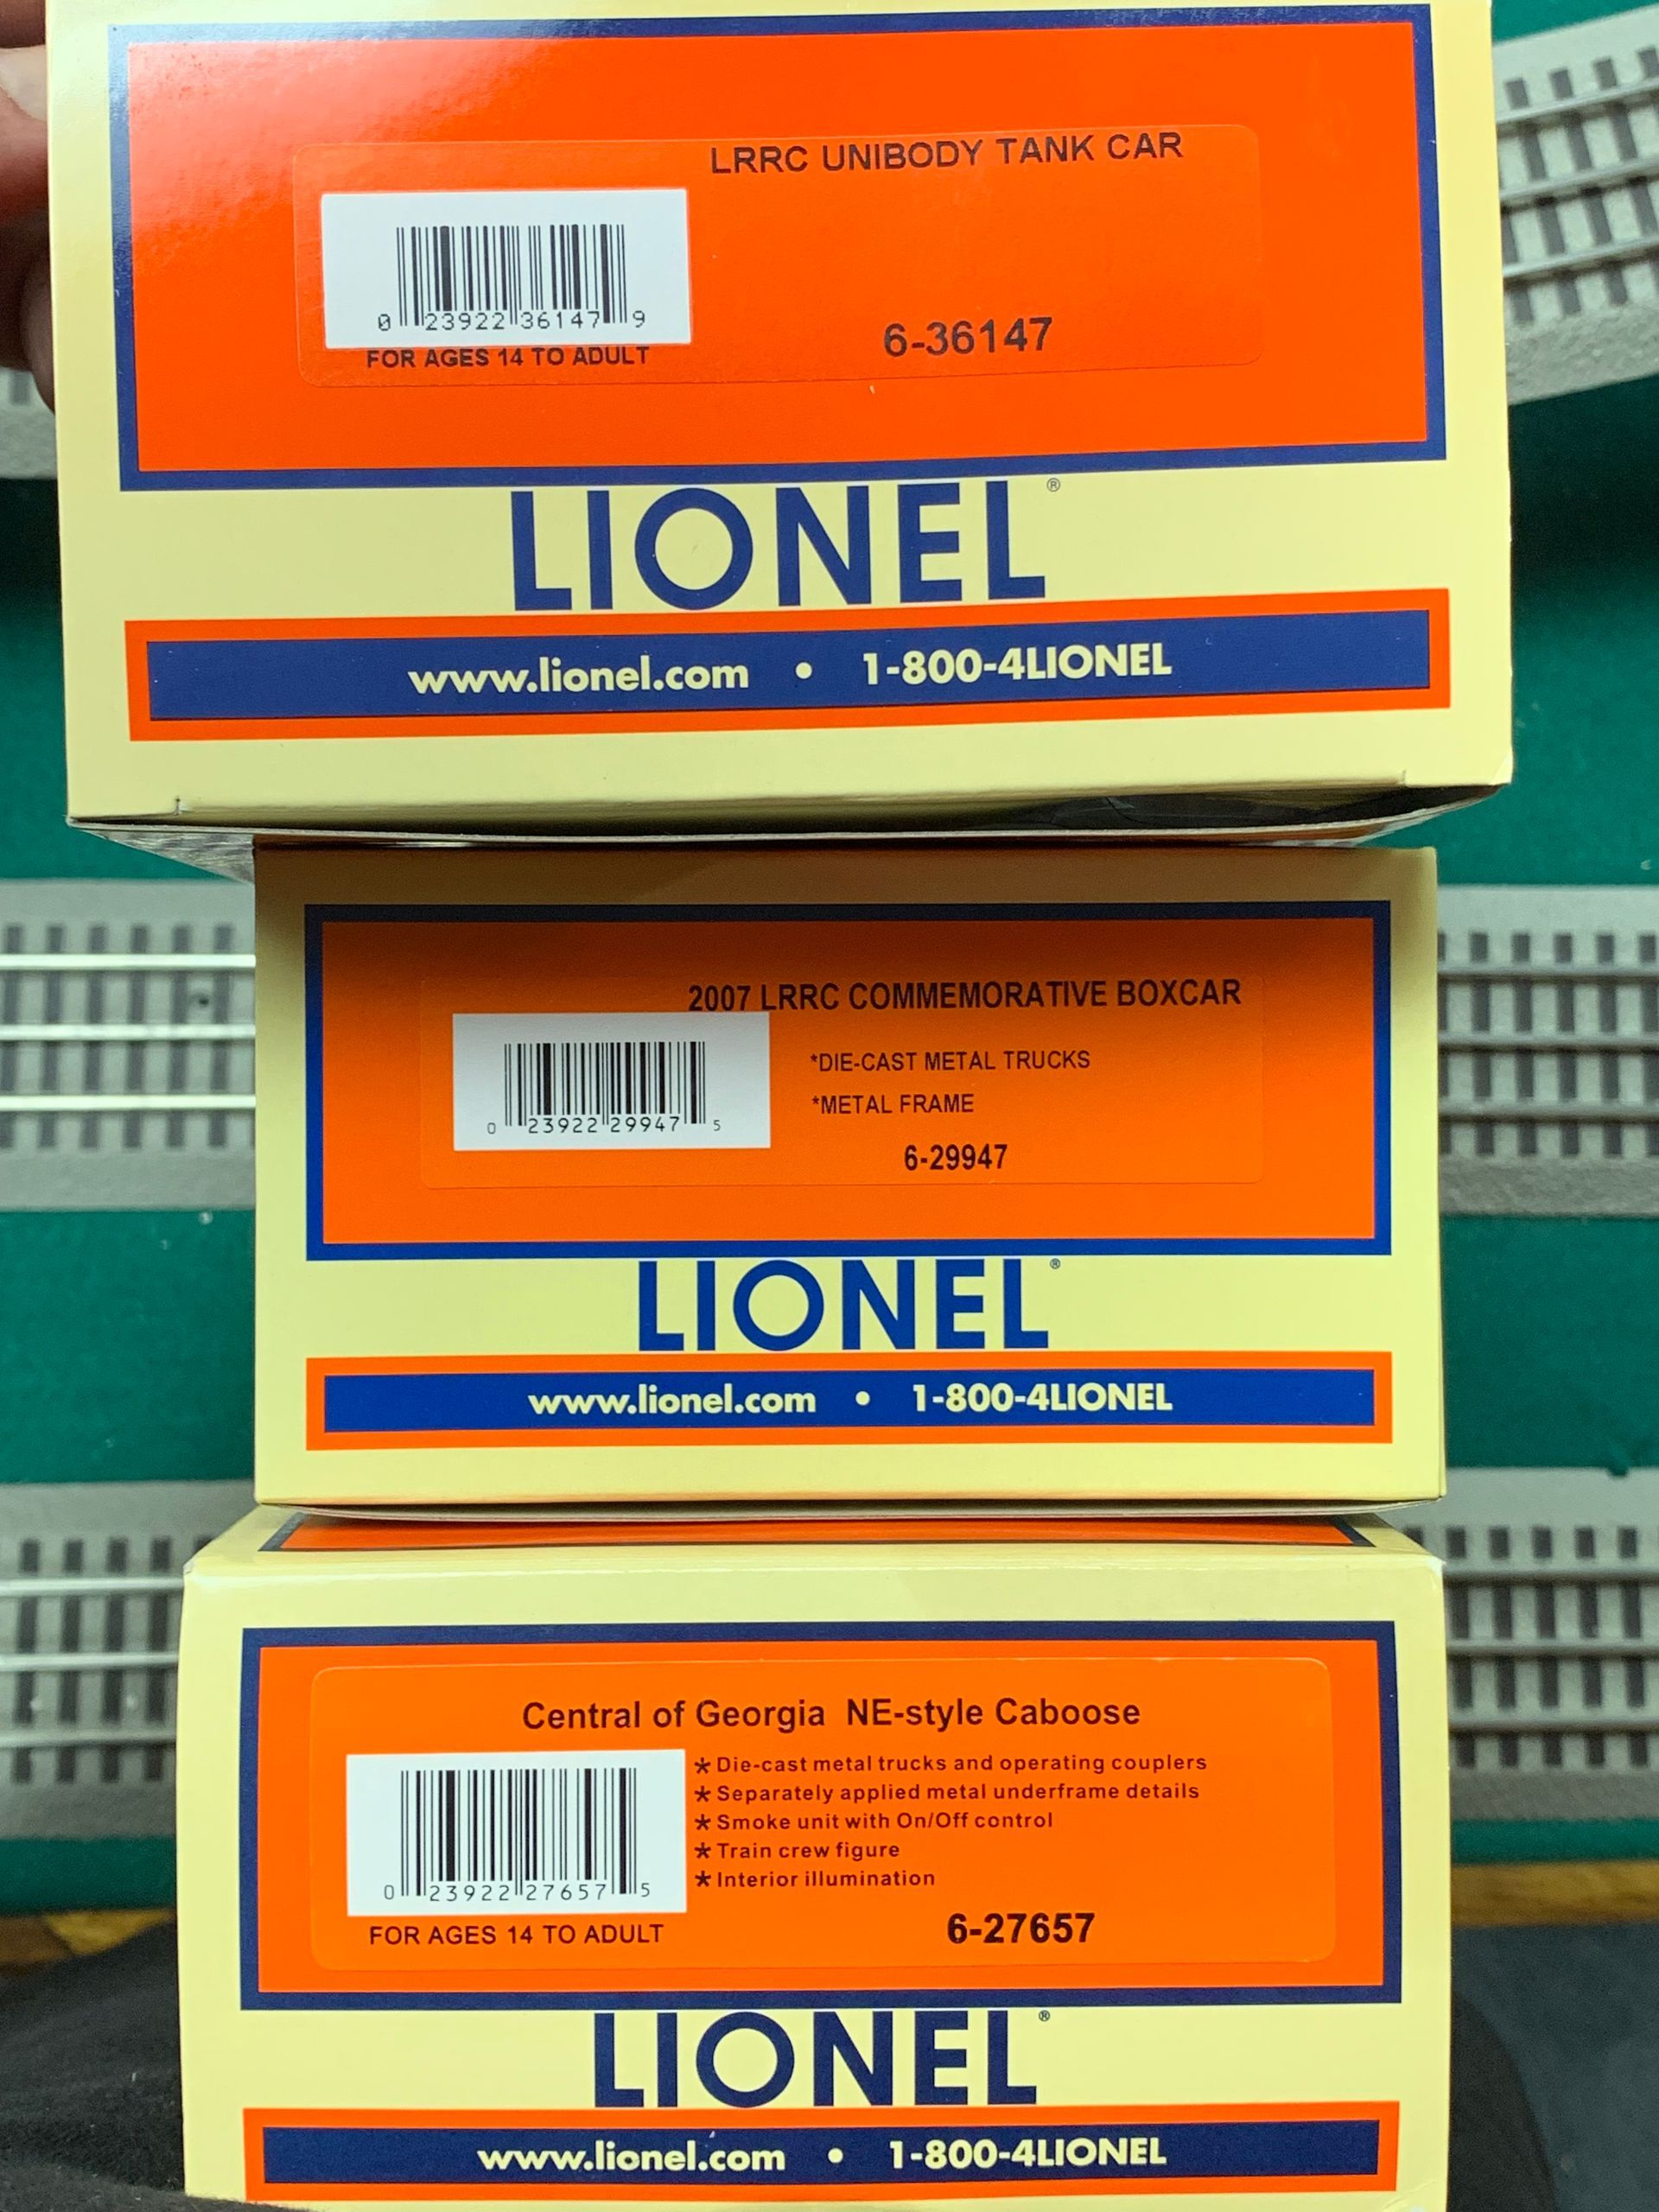 LRRC UNIBODY TANK CAR
0 23922 36147 9
FOR AGES 14 TO ADULT
6-36147
LIONEL®
www.lionel.com • 1-800-4LIONEL
2007 LRRC COMMEMORATIVE BOXCAR
*DIE-CAST METAL TRUCKS
*METAL FRAME
0 23922 29947 5
6-29947
LIONEL®
www.lionel.com • 1-800-4LIONEL
Central of Georgia NE-style Caboose
* Die-cast metal trucks and operating couplers
* Separately applied metal underframe details
* Smoke unit with On/Off control
* Train crew figure
* Interior illumination
0 23922 27657 5
FOR AGES 14 TO ADULT
6-27657
LIONEL®
www.lionel.com • 1-800-4LIONEL